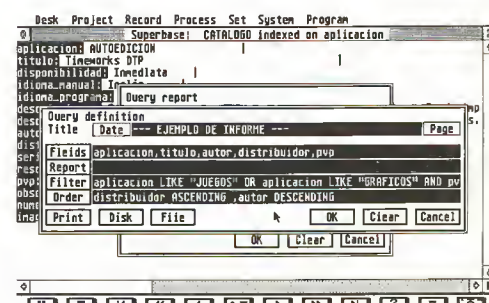 Desk Project Record Process Set System Program
Superbase: CATALOGO indexed on aplicacion
aplicacion: AUTOEDICION
titulo: Timeworks DTP
disponibilidad: Inmediata
idioma_manual:
idioma_programa:
Query report
Query definition
Title Date --- EJEMPLO DE INFORME --- Page
Fields aplicacion,titulo,autor,distribuidor,pvp
Report
Filter aplicacion LIKE "JUEGOS" OR aplicacion LIKE "GRAFICOS" AND pv
Order distribuidor ASCENDING ,autor DESCENDING
Print Disk File OK Clear Cancel
OK Clear Cancel